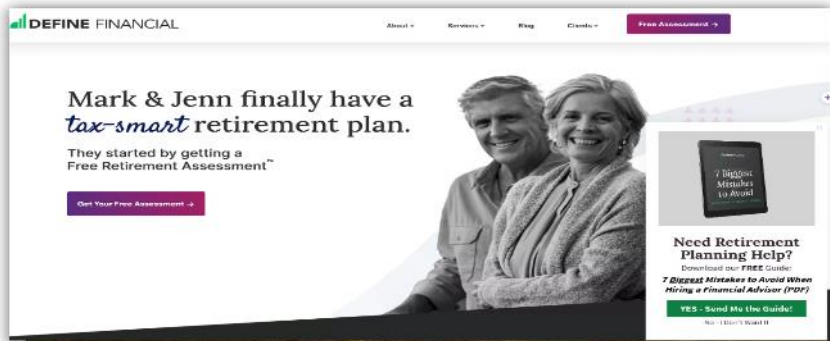 DEFINE FINANCIAL
About Services Blog Clients Free Assessment →
Mark & Jenn finally have a
tax-smart retirement plan.
They started by getting a
Free Retirement Assessment™
Get Your Free Assessment →
7 Biggest
Mistakes
to Avoid
Need Retirement
Planning Help?
Download our FREE Guide:
7 Biggest Mistakes to Avoid When
Hiring a Financial Advisor (PDF)
YES - Send Me the Guide!
No - I Don't Want It